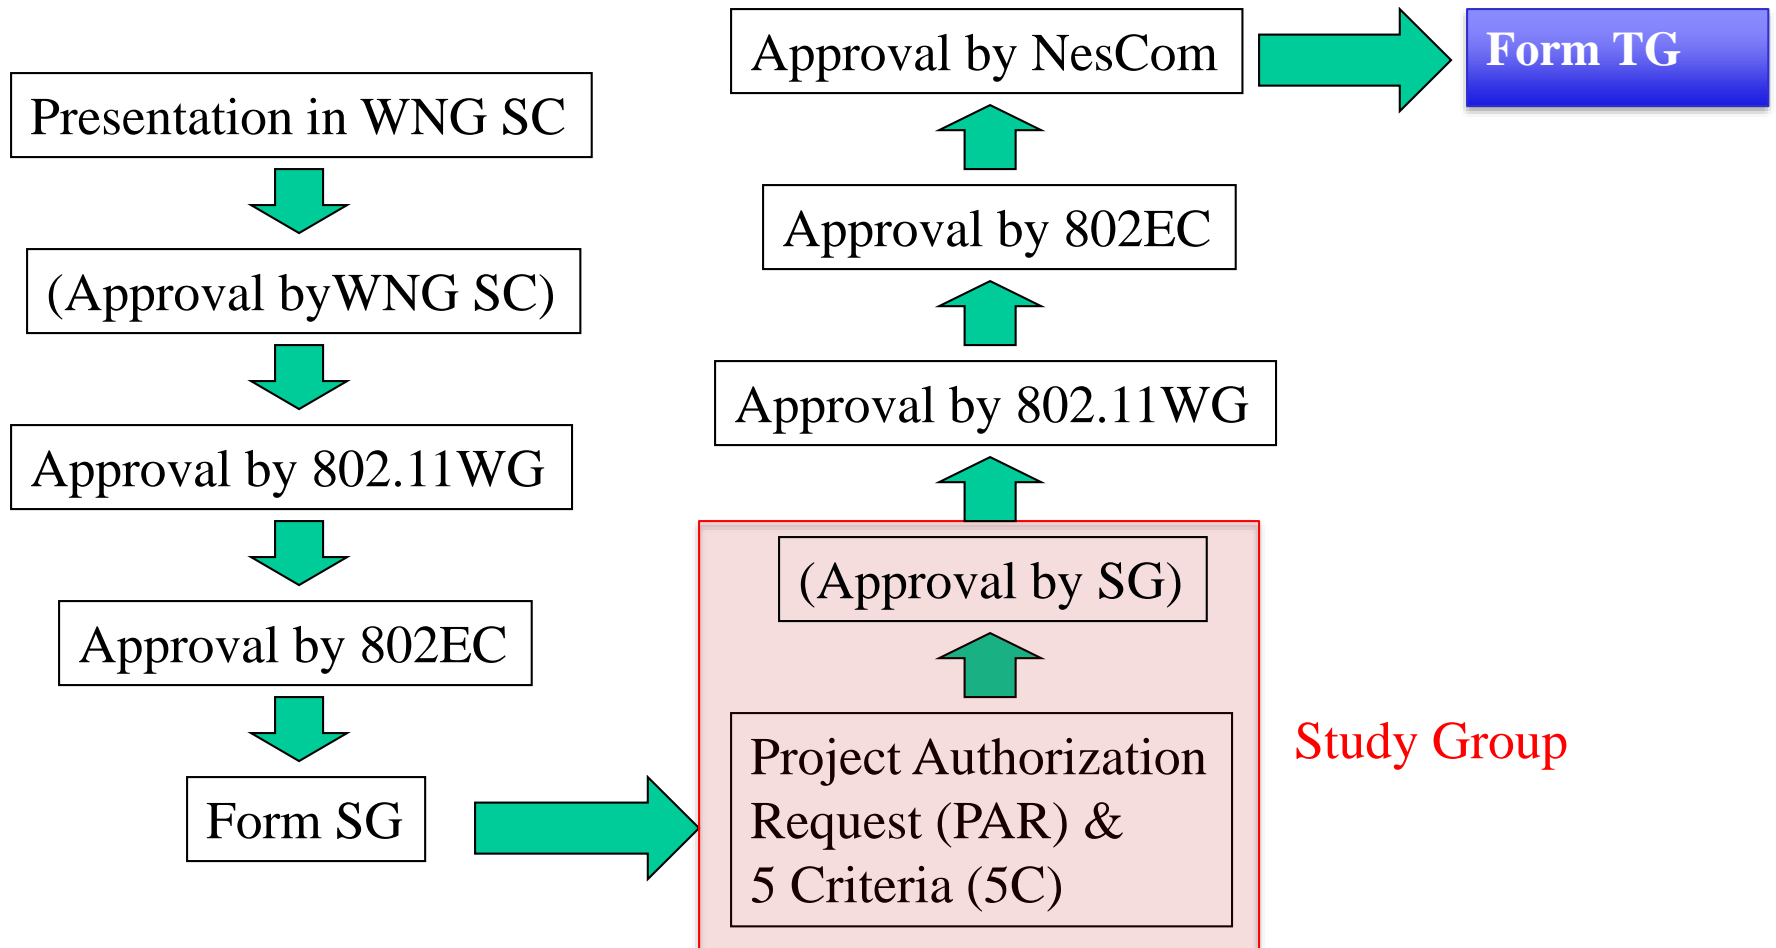 Presentation in WNG SC
(Approval byWNG SC)
Approval by 802.11WG
Approval by 802EC
Form SG
Project Authorization
Request (PAR) &
5 Criteria (5C)
(Approval by SG)
Study Group
Approval by 802.11WG
Approval by 802EC
Approval by NesCom
Form TG